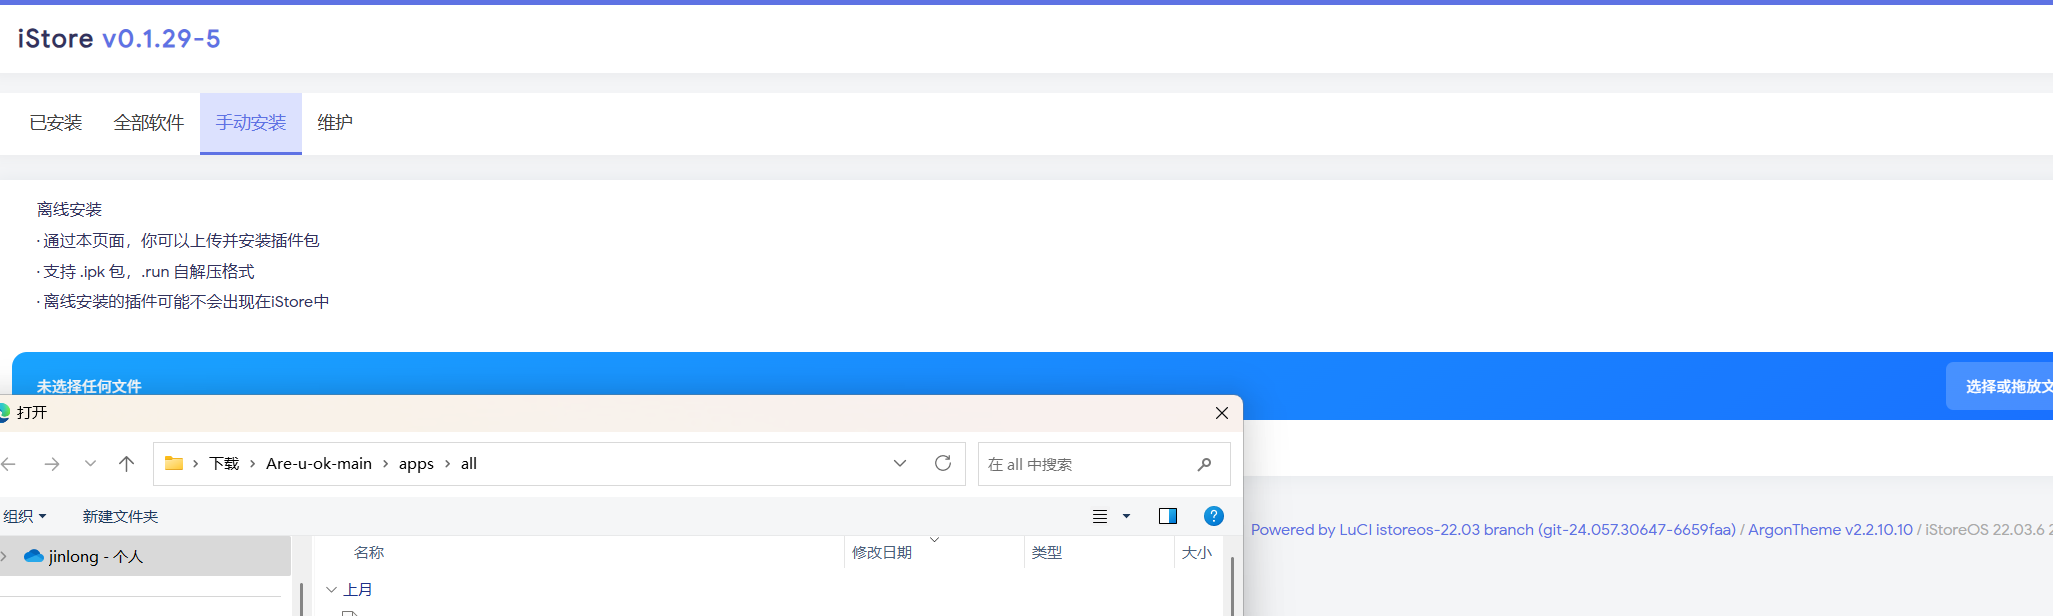 iStore v0.1.29-5
已安装 全部软件 手动安装 维护
离线安装
· 通过本页面，你可以上传并安装插件包
· 支持 .ipk 包，.run 自解压格式
· 离线安装的插件可能不会出现在iStore中
未选择任何文件 选择或拖放文
打开
下载 › Are-u-ok-main › apps › all 在 all 中搜索
组织 新建文件夹
Powered by LuCI istoreos-22.03 branch (git-24.057.30647-6659faa) / ArgonTheme v2.2.10.10 / iStoreOS 22.03.6 2
名称 修改日期 类型 大小
jinlong - 个人
上月